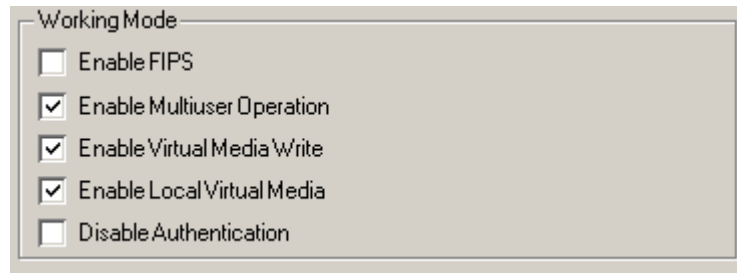 Working Mode
Enable FIPS
Enable Multiuser Operation
Enable Virtual Media Write
Enable Local Virtual Media
Disable Authentication